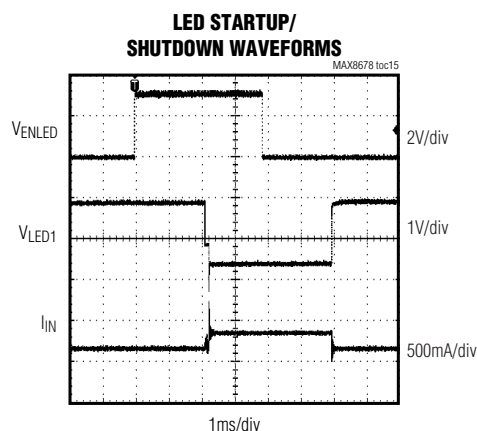 LED STARTUP/
SHUTDOWN WAVEFORMS
MAX8678 toc15
VENLED
2V/div
VLED1
1V/div
IIN
500mA/div
1ms/div